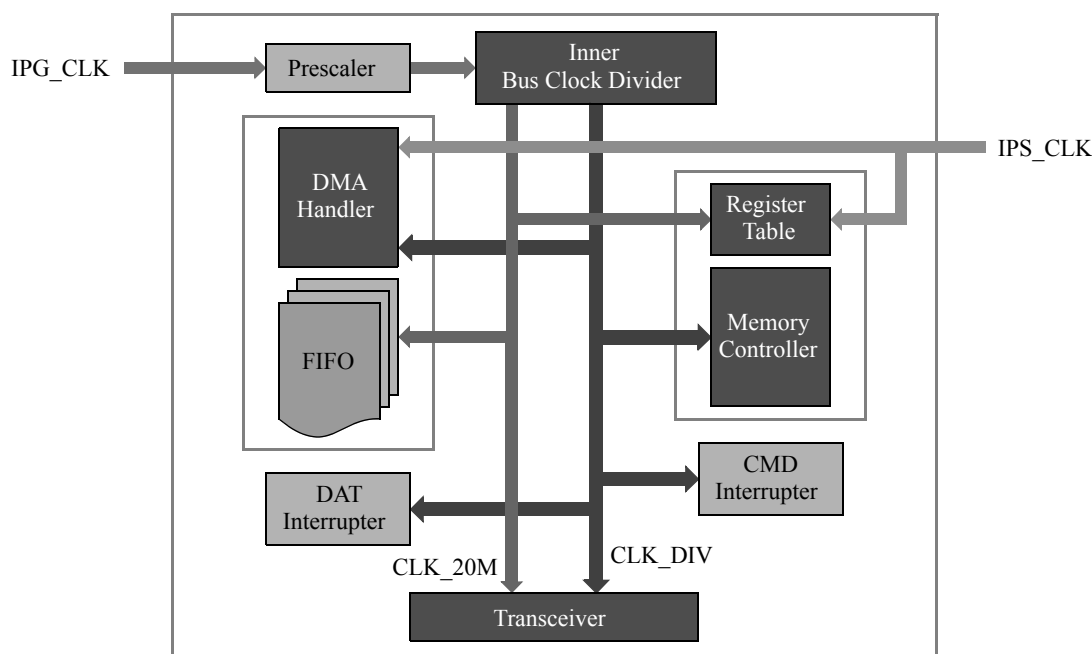 IPG_CLK
Prescaler
Inner
Bus Clock Divider
IPS_CLK
DMA
Handler
Register
Table
FIFO
Memory
Controller
DAT
Interrupter
CMD
Interrupter
CLK_20M
CLK_DIV
Transceiver